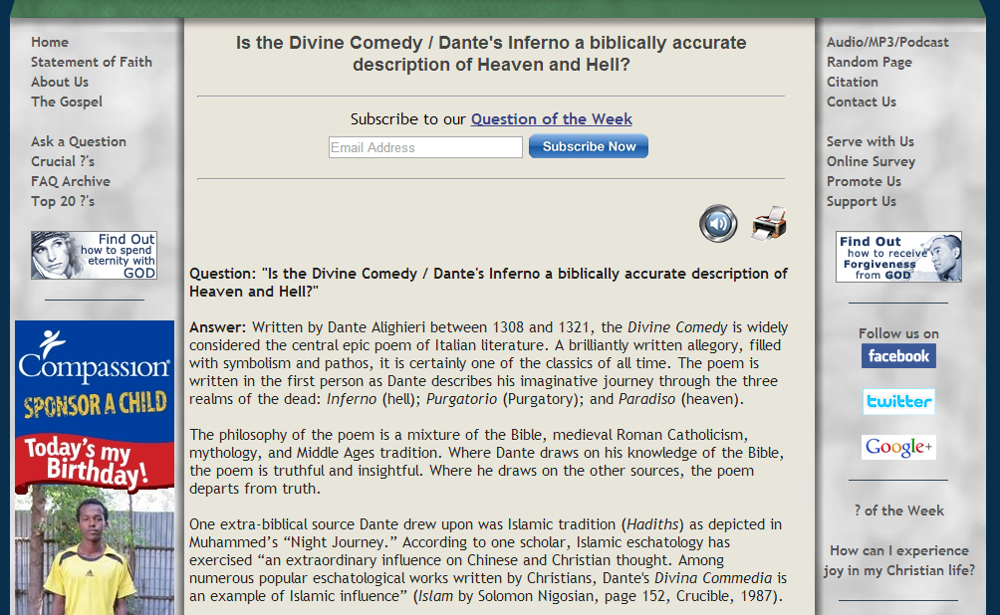 Home
Statement of Faith
About Us
The Gospel
Ask a Question
Crucial ?'s
FAQ Archive
Top 20 ?'s
Find Out
how to spend
eternity with
GOD
Compassion®
SPONSOR A CHILD
Today's my
Birthday!
Is the Divine Comedy / Dante's Inferno a biblically accurate
description of Heaven and Hell?
Subscribe to our Question of the Week
Email Address
Subscribe Now
Question: "Is the Divine Comedy / Dante's Inferno a biblically accurate description of
Heaven and Hell?"
Answer: Written by Dante Alighieri between 1308 and 1321, the Divine Comedy is widely
considered the central epic poem of Italian literature. A brilliantly written allegory, filled
with symbolism and pathos, it is certainly one of the classics of all time. The poem is
written in the first person as Dante describes his imaginative journey through the three
realms of the dead: Inferno (hell); Purgatorio (Purgatory); and Paradiso (heaven).
The philosophy of the poem is a mixture of the Bible, medieval Roman Catholicism,
mythology, and Middle Ages tradition. Where Dante draws on his knowledge of the Bible,
the poem is truthful and insightful. Where he draws on the other sources, the poem
departs from truth.
One extra-biblical source Dante drew upon was Islamic tradition (Hadiths) as depicted in
Muhammed's “Night Journey.” According to one scholar, Islamic eschatology has
exercised “an extraordinary influence on Chinese and Christian thought. Among
numerous popular eschatological works written by Christians, Dante's Divina Commedia is
an example of Islamic influence” (Islam by Solomon Nigosian, page 152, Crucible, 1987).
Audio/MP3/Podcast
Random Page
Citation
Contact Us
Serve with Us
Online Survey
Promote Us
Support Us
Find Out
how to receive
Forgiveness
from GOD
Follow us on
facebook
twitter
Google+
? of the Week
How can I experience
joy in my Christian life?